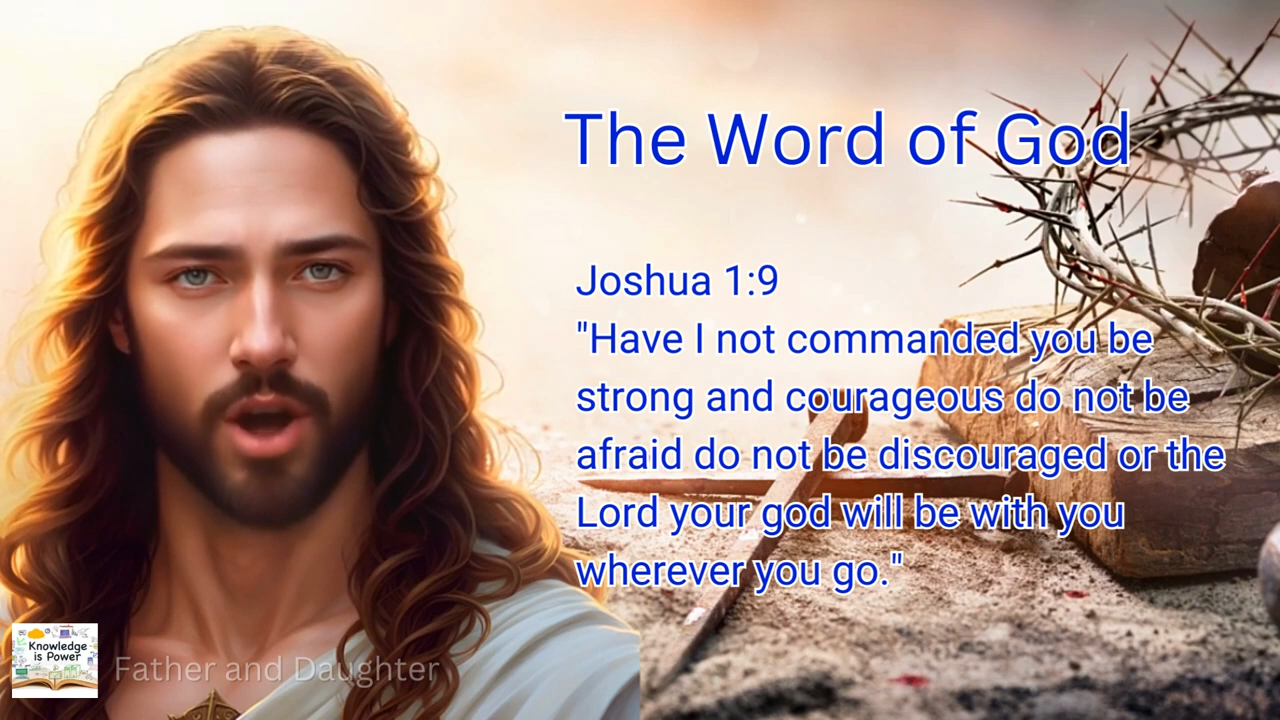 The Word of God
Joshua 1:9
"Have I not commanded you be
strong and courageous do not be
afraid do not be discouraged or the
Lord your god will be with you
wherever you go."
Knowledge
is Power
Father and Daughter